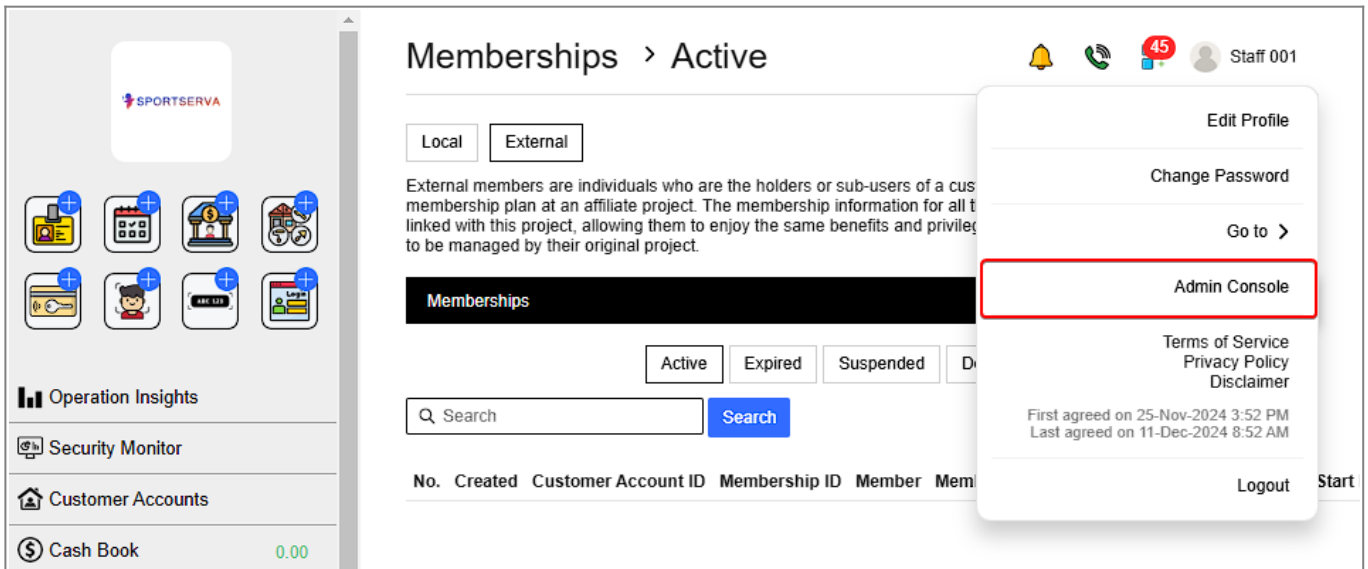 SPORTSERVA
ABC 123
Login
Operation Insights
Security Monitor
Customer Accounts
Cash Book 0.00
Memberships > Active
45
Staff 001
Local External
External members are individuals who are the holders or sub-users of a cus
membership plan at an affiliate project. The membership information for all t
linked with this project, allowing them to enjoy the same benefits and privileg
to be managed by their original project.
Memberships
Active Expired Suspended D
Search Search
No. Created Customer Account ID Membership ID Member Mem Start
Edit Profile
Change Password
Go to >
Admin Console
Terms of Service
Privacy Policy
Disclaimer
First agreed on 25-Nov-2024 3:52 PM
Last agreed on 11-Dec-2024 8:52 AM
Logout